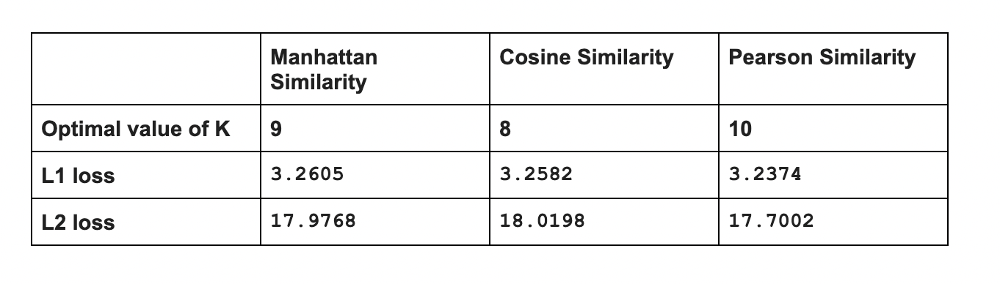 Manhattan
Similarity
Cosine Similarity
Pearson Similarity
Optimal value of K
9
8
10
L1 loss
3.2605
3.2582
3.2374
L2 loss
17.9768
18.0198
17.7002